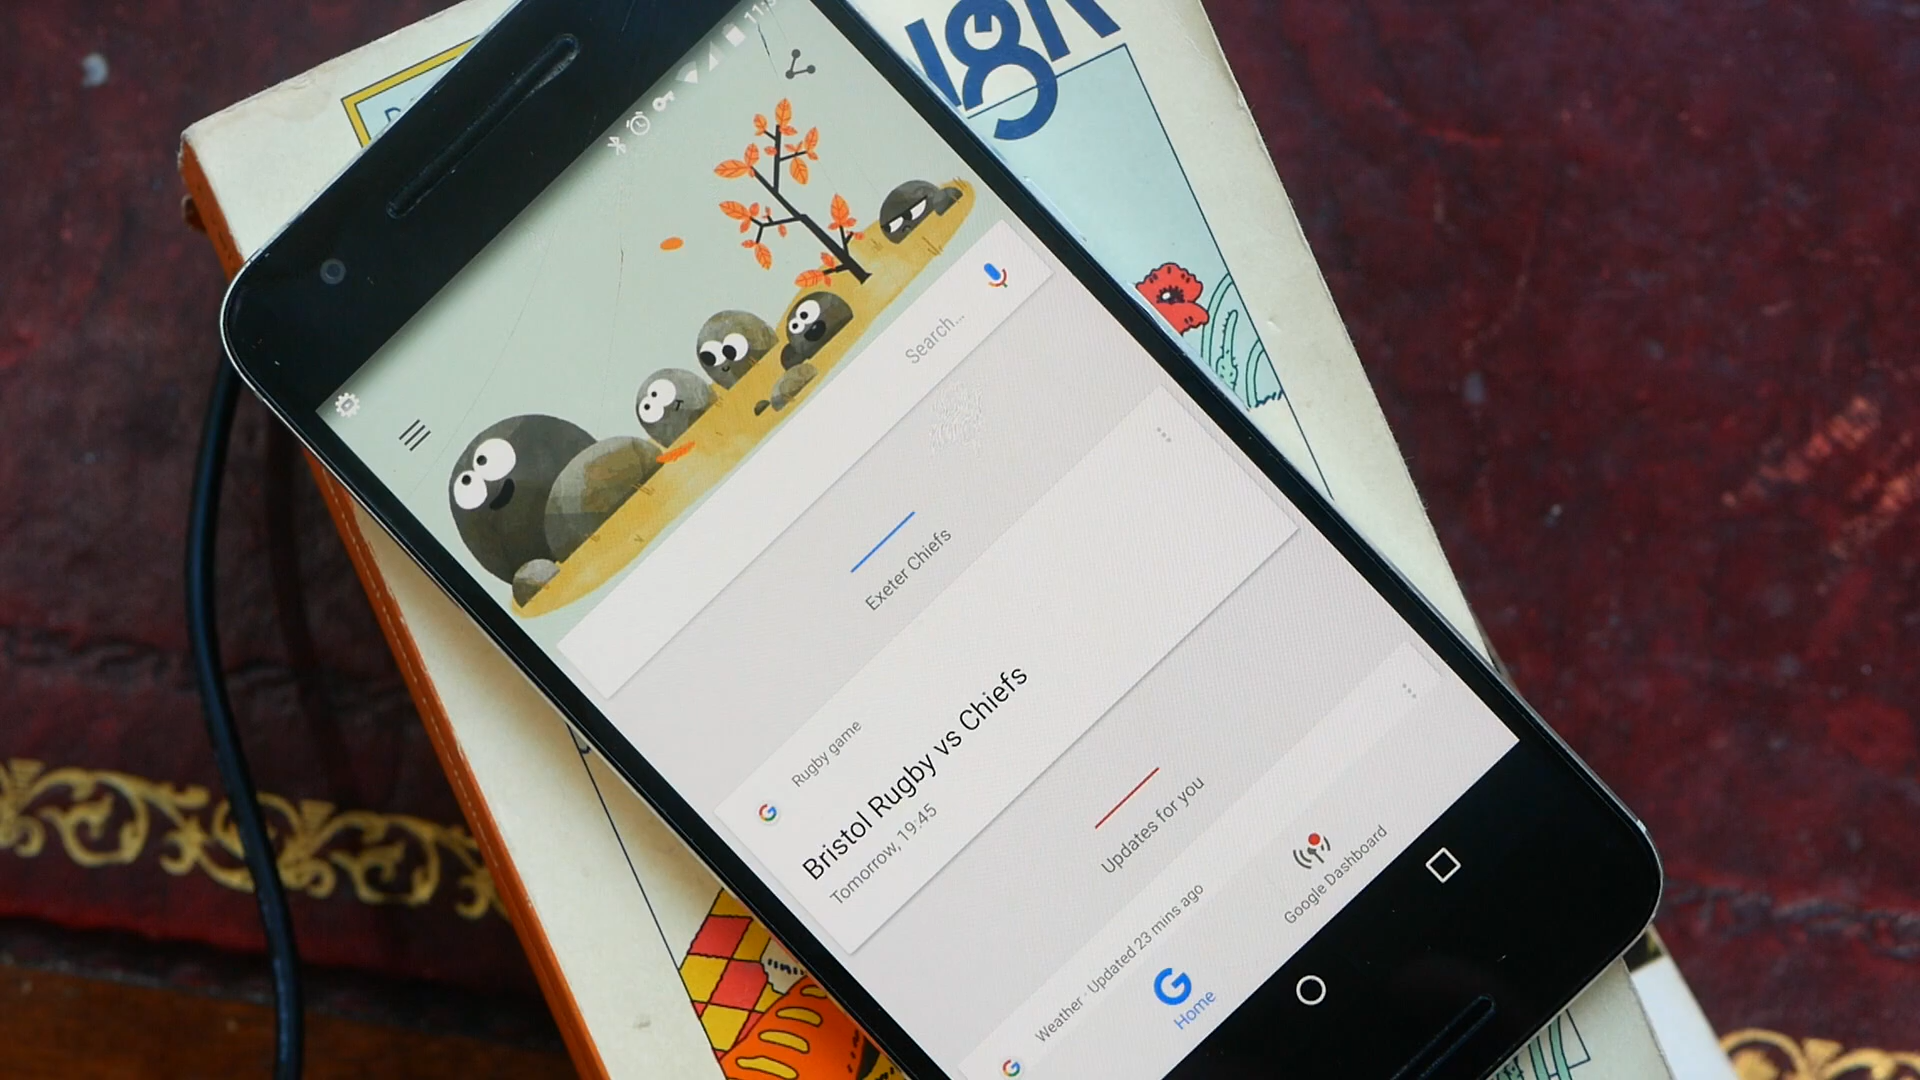 Search...
Exeter Chiefs
Rugby game
Bristol Rugby vs Chiefs
Tomorrow, 19:45
Updates for you
Weather · Updated 23 mins ago
Home
Google Dashboard